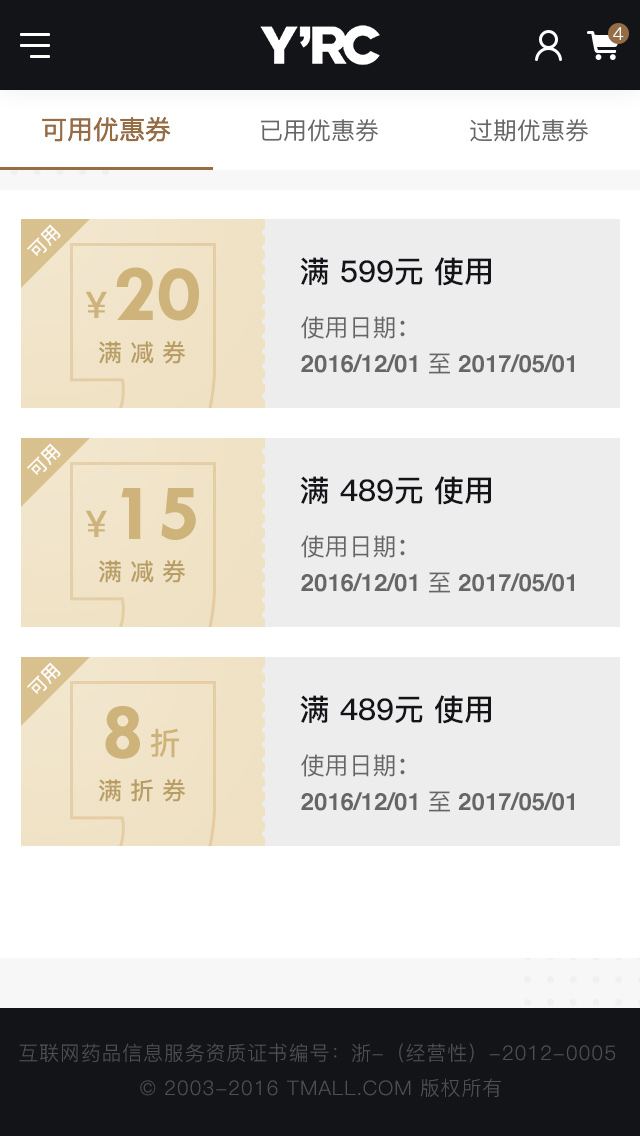 Y'RC
4
可用优惠券
已用优惠券
过期优惠券
可用
¥ 20
满减券
满 599元 使用
使用日期：
2016/12/01 至 2017/05/01
可用
¥ 15
满减券
满 489元 使用
使用日期：
2016/12/01 至 2017/05/01
可用
8 折
满折券
满 489元 使用
使用日期：
2016/12/01 至 2017/05/01
互联网药品信息服务资质证书编号：浙-（经营性）-2012-0005
© 2003-2016 TMALL.COM 版权所有